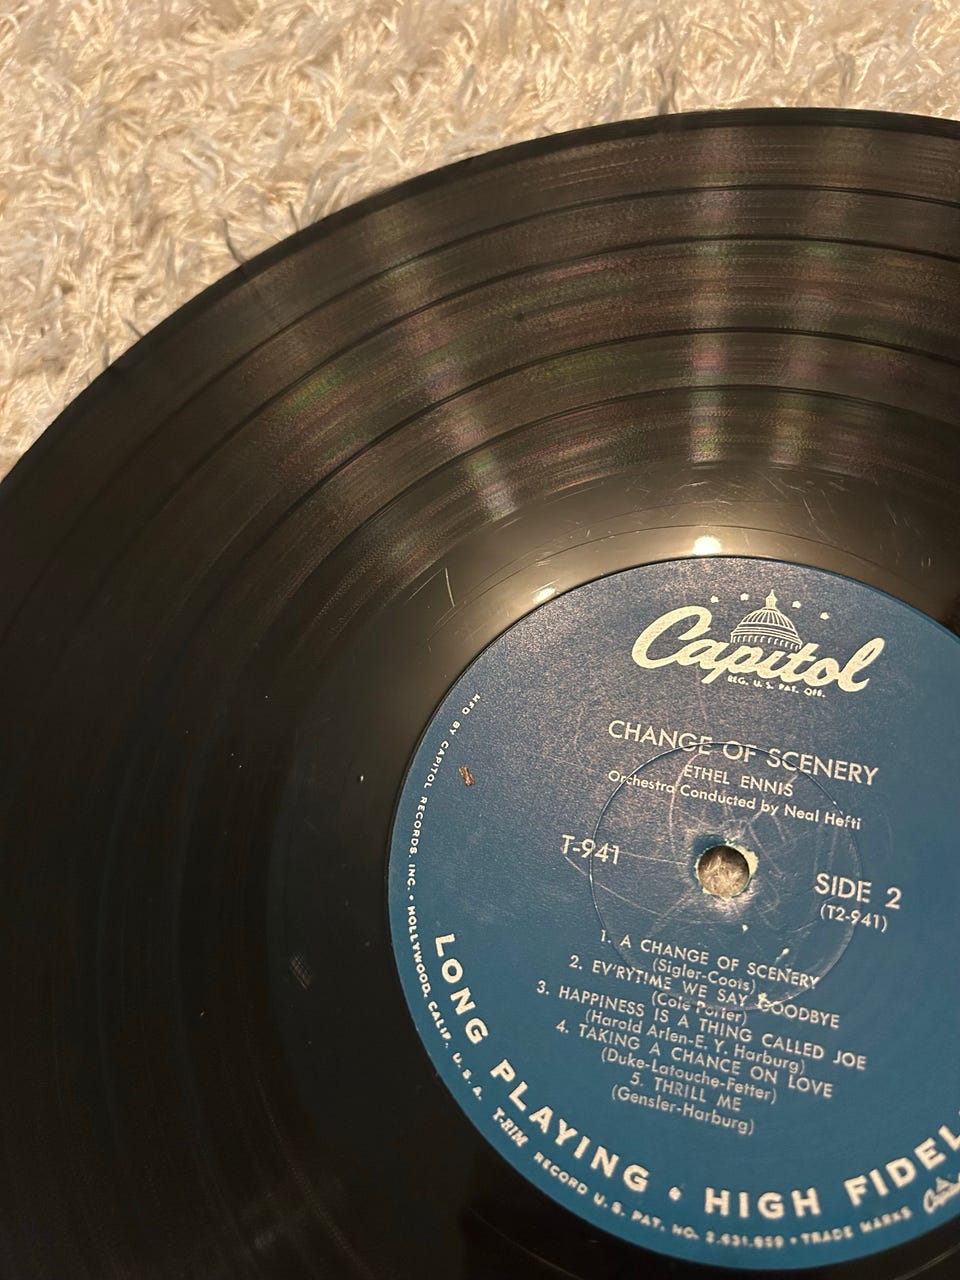 Capitol
REG. U. S. PAT. OFF.
CHANGE OF SCENERY
ETHEL ENNIS
Orchestra Conducted by Neal Hefti
T-941
SIDE 2
(T2-941)
1. A CHANGE OF SCENERY
(Sigler-Coots)
2. EV'RYTIME WE SAY GOODBYE
(Cole Porter)
3. HAPPINESS IS A THING CALLED JOE
(Harold Arlen-E. Y. Harburg)
4. TAKING A CHANCE ON LOVE
(Duke-Latouche-Fetter)
5. THRILL ME
(Gensler-Harburg)
LONG PLAYING • HIGH FIDEL
MFD BY CAPITOL RECORDS, INC. • HOLLYWOOD, CALIF. U.S.A. T-RIM RECORD U. S. PAT. NO. 2,631,859 • TRADE MARKS